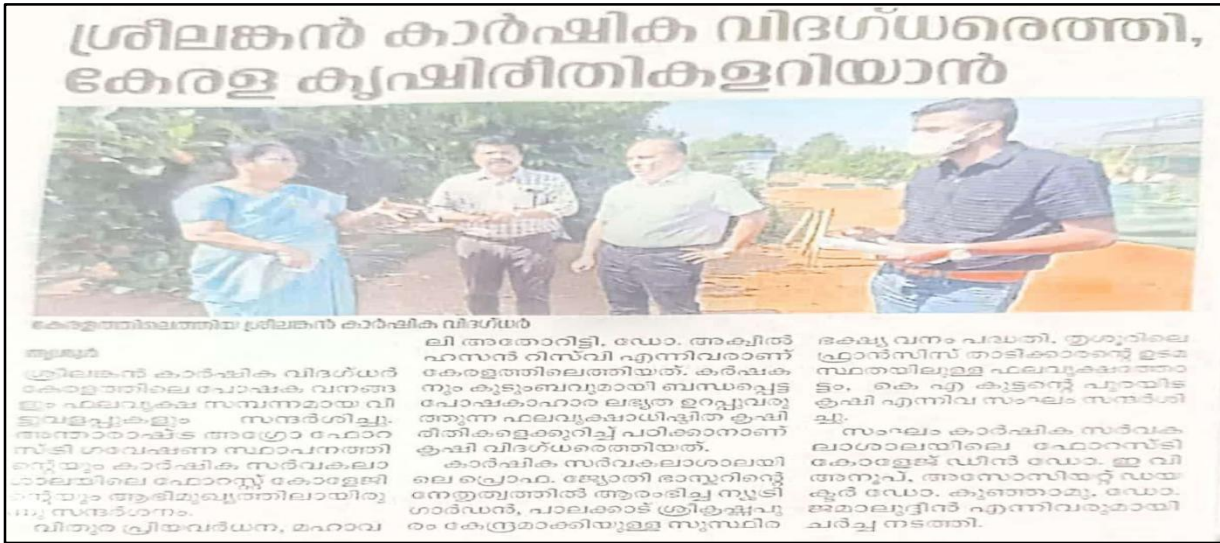 ശ്രീലങ്കൻ കാർഷിക വിദഗ്ധരെത്തി,
കേരള കൃഷിരീതികളറിയാൻ
കേരളത്തിലെത്തിയ ശ്രീലങ്കൻ കാർഷിക വിദഗ്ധർ
തൃശൂർ
ശ്രീലങ്കൻ കാർഷിക വിദഗ്ധർ
കേരളത്തിലെ പോഷക വനങ്ങ
ളും ഫലവൃക്ഷ സമ്പന്നമായ വീ
ട്ടുവളപ്പുകളും സന്ദർശിച്ചു.
അന്താരാഷ്ട്ര അഗ്രോ ഫോറ
സ്ട്രി ഗവേഷണ സ്ഥാപനത്തി
ന്റെയും കാർഷിക സർവകലാ
ശാലയിലെ ഫോറസ്റ്റ് കോളേജി
ന്റെയും ആഭിമുഖ്യത്തിലായിരു
ന്നു സന്ദർശനം.
വിതുര പ്രിയവർധന, മഹാവ
ലി അതോറിട്ടി, ഡോ. അക്വിൽ
ഹസൻ റിസ്‌വി എന്നിവരാണ്
കേരളത്തിലെത്തിയത്. കർഷക
നും കുടുംബവുമായി ബന്ധപ്പെട്ട
പോഷകാഹാര ലഭ്യത ഉറപ്പുവരു
ത്തുന്ന ഫലവൃക്ഷാധിഷ്ഠിത കൃഷി
രീതികളെക്കുറിച്ച് പഠിക്കാനാണ്
കൃഷി വിദഗ്ധരെത്തിയത്.
കാർഷിക സർവകലാശാലയി
ലെ പ്രൊഫ. ജ്യോതി ഭാസ്കറിന്റെ
നേതൃത്വത്തിൽ ആരംഭിച്ച ന്യൂട്രി
ഗാർഡൻ, പാലക്കാട് ശ്രീകൃഷ്ണപു
രം കേന്ദ്രമാക്കിയുള്ള സുസ്ഥിര
ഭക്ഷ്യ വനം പദ്ധതി, തൃശൂരിലെ
ഫ്രാൻസിസ് താടിക്കാരന്റെ ഉടമ
സ്ഥതയിലുള്ള ഫലവൃക്ഷത്തോ
ട്ടം, കെ എ കുട്ടന്റെ പുരയിട
കൃഷി എന്നിവ സംഘം സന്ദർശി
ച്ചു.
സംഘം കാർഷിക സർവക
ലാശാലയിലെ ഫോറസ്ട്രി
കോളേജ് ഡീൻ ഡോ. ഇ വി
അനൂപ്, അസോസിയറ്റ് ഡയ
ക്ടർ ഡോ. കുഞ്ഞാമു, ഡോ.
ജമാലുദ്ദീൻ എന്നിവരുമായി
ചർച്ച നടത്തി.